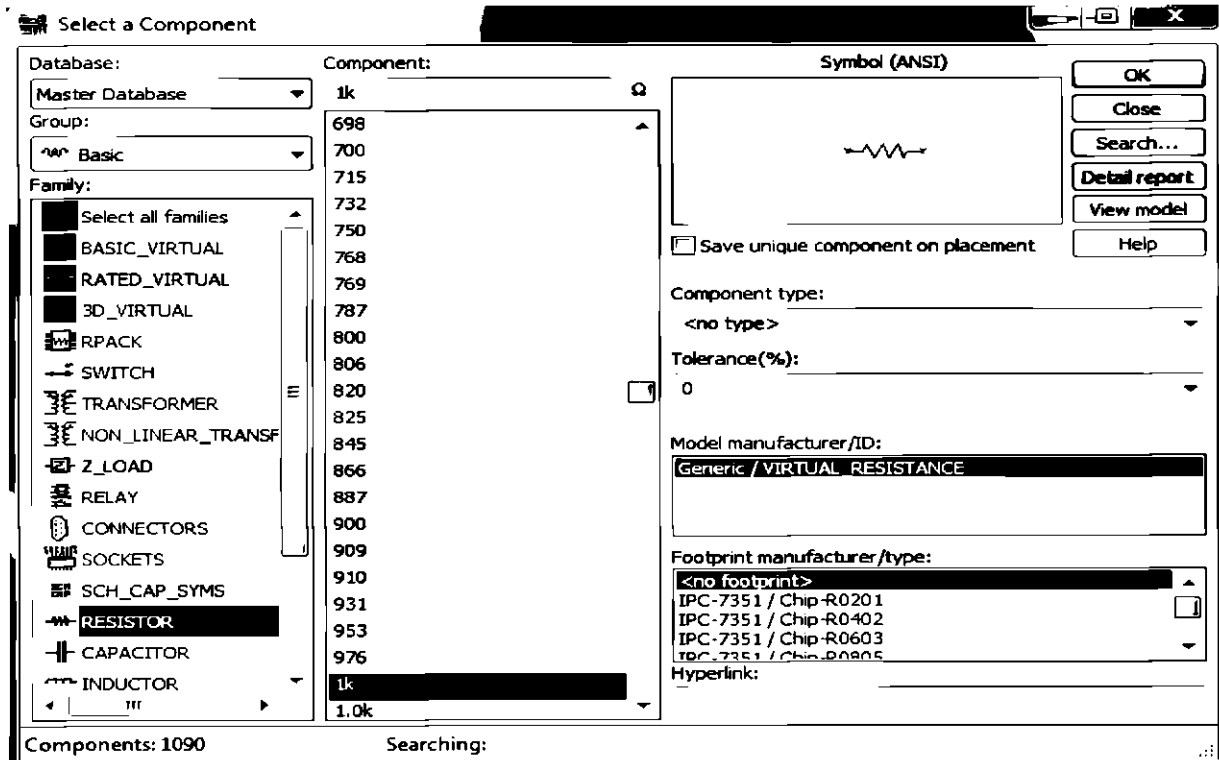 Select a Component
Database:
Master Database
Group:
Basic
Family:
Select all families
BASIC_VIRTUAL
RATED_VIRTUAL
3D_VIRTUAL
RPACK
SWITCH
TRANSFORMER
NON_LINEAR_TRANSF
Z_LOAD
RELAY
CONNECTORS
SOCKETS
SCH_CAP_SYMS
RESISTOR
CAPACITOR
INDUCTOR
Component:
1k Ω
698
700
715
732
750
768
769
787
800
806
820
825
845
866
887
900
909
910
931
953
976
1k
1.0k
Symbol (ANSI)
Save unique component on placement
Component type:
<no type>
Tolerance(%):
0
Model manufacturer/ID:
Generic / VIRTUAL_RESISTANCE
Footprint manufacturer/type:
<no footprint>
IPC-7351 / Chip-R0201
IPC-7351 / Chip-R0402
IPC-7351 / Chip-R0603
IPC-7351 / Chip-R0805
Hyperlink:
OK
Close
Search...
Detail report
View model
Help
Components: 1090
Searching: